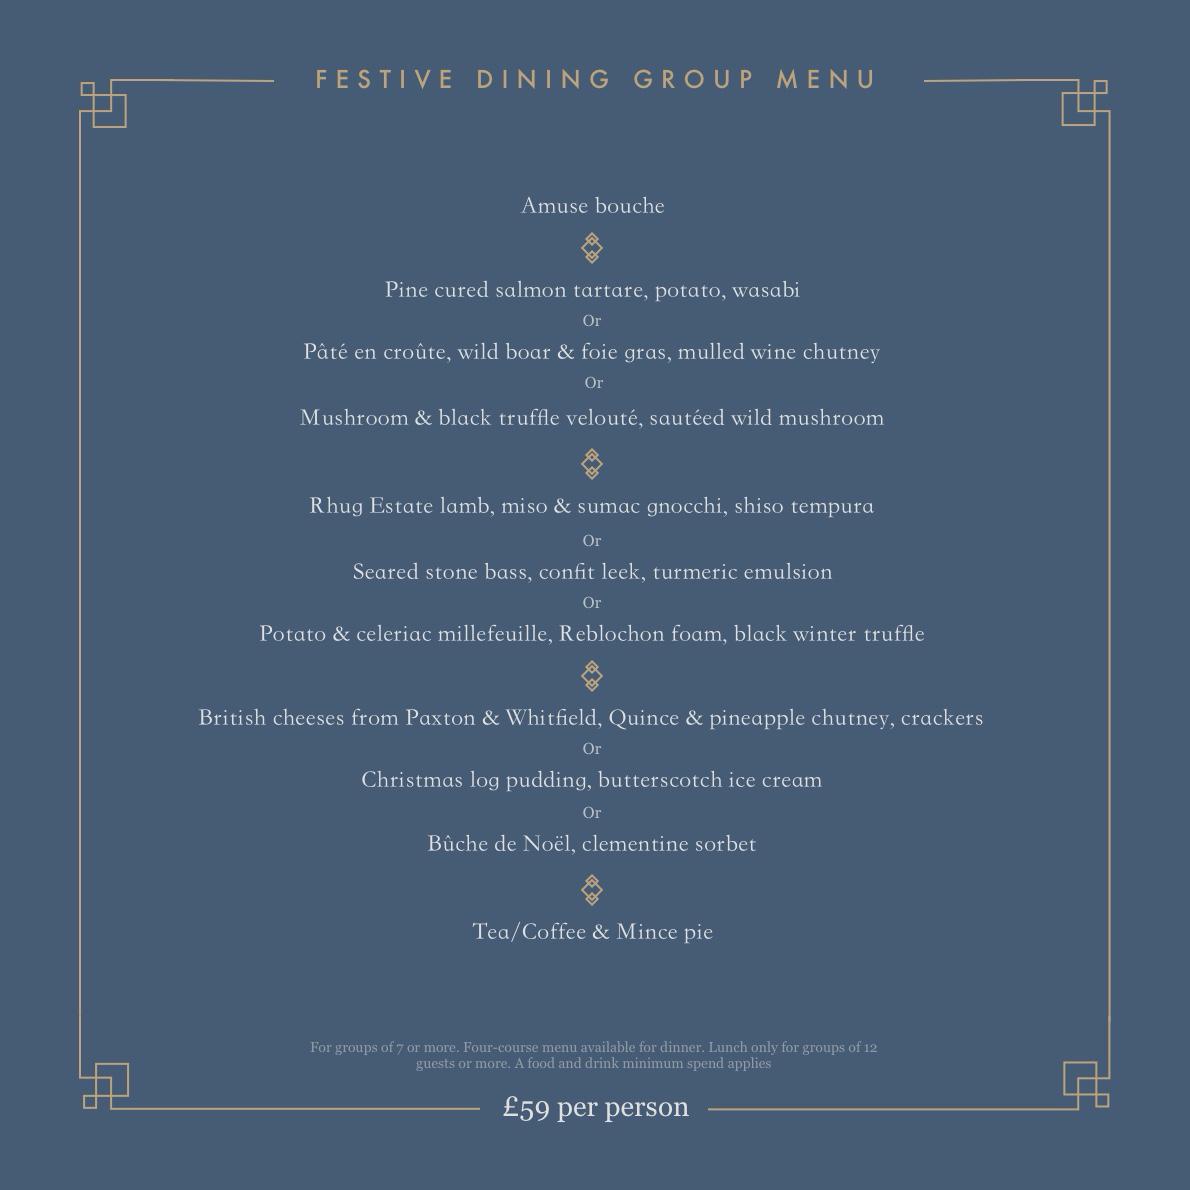 FESTIVE DINING GROUP MENU
Amuse bouche
Pine cured salmon tartare, potato, wasabi
Or
Pâté en croûte, wild boar & foie gras, mulled wine chutney
Or
Mushroom & black truffle velouté, sautéed wild mushroom
Rhug Estate lamb, miso & sumac gnocchi, shiso tempura
Or
Seared stone bass, confit leek, turmeric emulsion
Or
Potato & celeriac millefeuille, Reblochon foam, black winter truffle
British cheeses from Paxton & Whitfield, Quince & pineapple chutney, crackers
Or
Christmas log pudding, butterscotch ice cream
Or
Bûche de Noël, clementine sorbet
Tea/Coffee & Mince pie
For groups of 7 or more. Four-course menu available for dinner. Lunch only for groups of 12
guests or more. A food and drink minimum spend applies
£59 per person